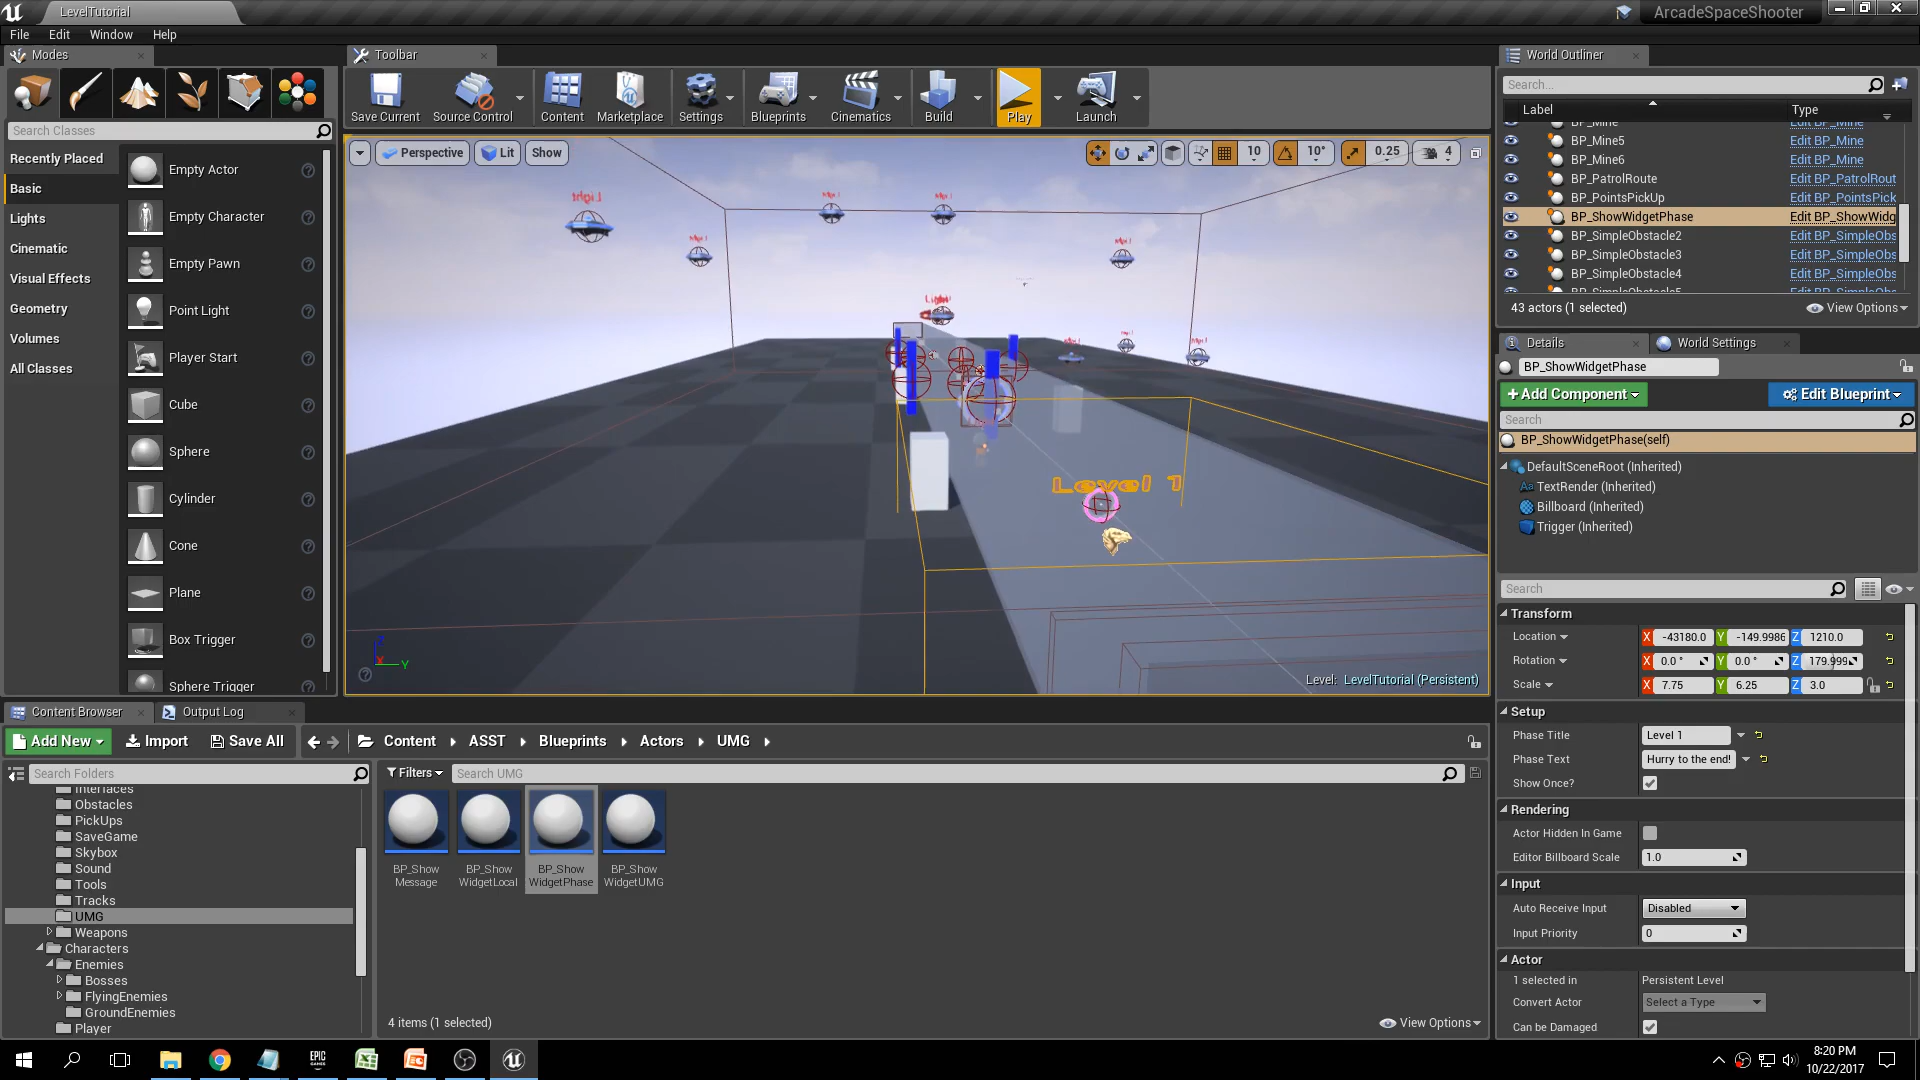 LevelTutorial
ArcadeSpaceShooter
File Edit Window Help
Modes
Toolbar
World Outliner
Search Classes
Save Current
Source Control
Content
Marketplace
Settings
Blueprints
Cinematics
Build
Play
Launch
Search...
Label Type
BP_Mine Edit BP_Mine
BP_Mine5 Edit BP_Mine
BP_Mine6 Edit BP_Mine
BP_PatrolRoute Edit BP_PatrolRout
BP_PointsPickUp Edit BP_PointsPick
BP_ShowWidgetPhase Edit BP_ShowWidg
BP_SimpleObstacle2 Edit BP_SimpleObs
BP_SimpleObstacle3 Edit BP_SimpleObs
BP_SimpleObstacle4 Edit BP_SimpleObs
BP_SimpleObstacle5 Edit BP_SimpleObs
43 actors (1 selected) View Options
Recently Placed
Basic
Lights
Cinematic
Visual Effects
Geometry
Volumes
All Classes
Empty Actor
Empty Character
Empty Pawn
Point Light
Player Start
Cube
Sphere
Cylinder
Cone
Plane
Box Trigger
Sphere Trigger
Perspective Lit Show
10 10° 0.25 4
Level 1
X Y
Level: LevelTutorial (Persistent)
Details World Settings
BP_ShowWidgetPhase
+Add Component Edit Blueprint
Search
BP_ShowWidgetPhase(self)
DefaultSceneRoot (Inherited)
TextRender (Inherited)
Billboard (Inherited)
Trigger (Inherited)
Search
Transform
Location X -43180.0 Y -149.9986 Z 1210.0
Rotation X 0.0 ° Y 0.0 ° Z 179.999
Scale X 7.75 Y 6.25 Z 3.0
Setup
Phase Title Level 1
Phase Text Hurry to the end!
Show Once?
Rendering
Actor Hidden In Game
Editor Billboard Scale 1.0
Input
Auto Receive Input Disabled
Input Priority 0
Actor
1 selected in Persistent Level
Convert Actor Select a Type
Can be Damaged
Content Browser Output Log
Add New Import Save All Content ASST Blueprints Actors UMG
Search Folders
Filters Search UMG
Interfaces
Obstacles
PickUps
SaveGame
Skybox
Sound
Tools
Tracks
UMG
Weapons
Characters
Enemies
Bosses
FlyingEnemies
GroundEnemies
Player
BP_Show
Message
BP_Show
WidgetLocal
BP_Show
WidgetPhase
BP_Show
WidgetUMG
4 items (1 selected) View Options
EPIC
GAMES
8:20 PM
10/22/2017